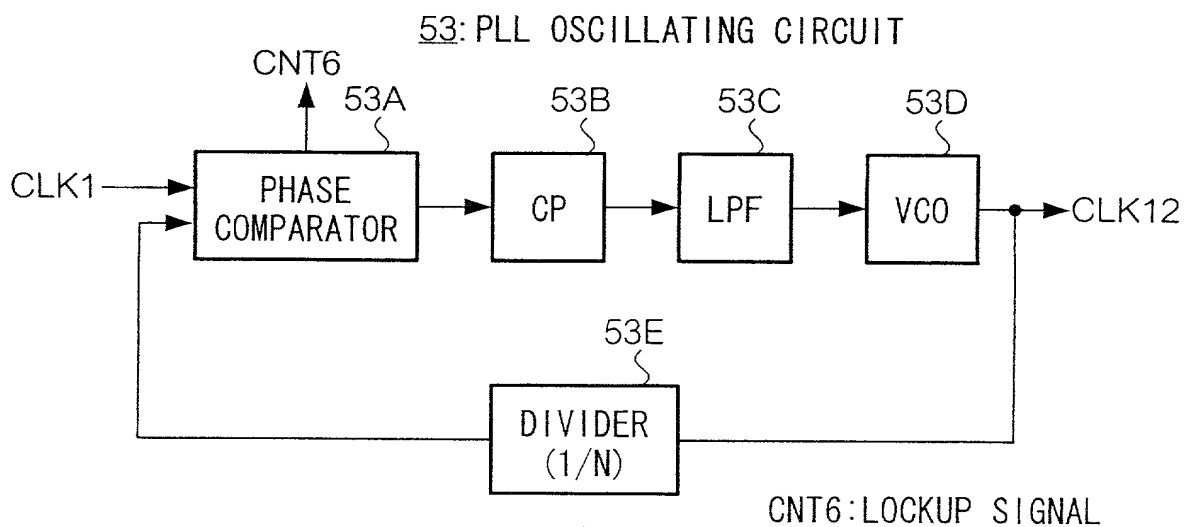 53: PLL OSCILLATING CIRCUIT
CNT6
53A
53B
53C
53D
CLK1
PHASE
COMPARATOR
CP
LPF
VCO
CLK12
53E
DIVIDER
(1/N)
CNT6:LOCKUP SIGNAL